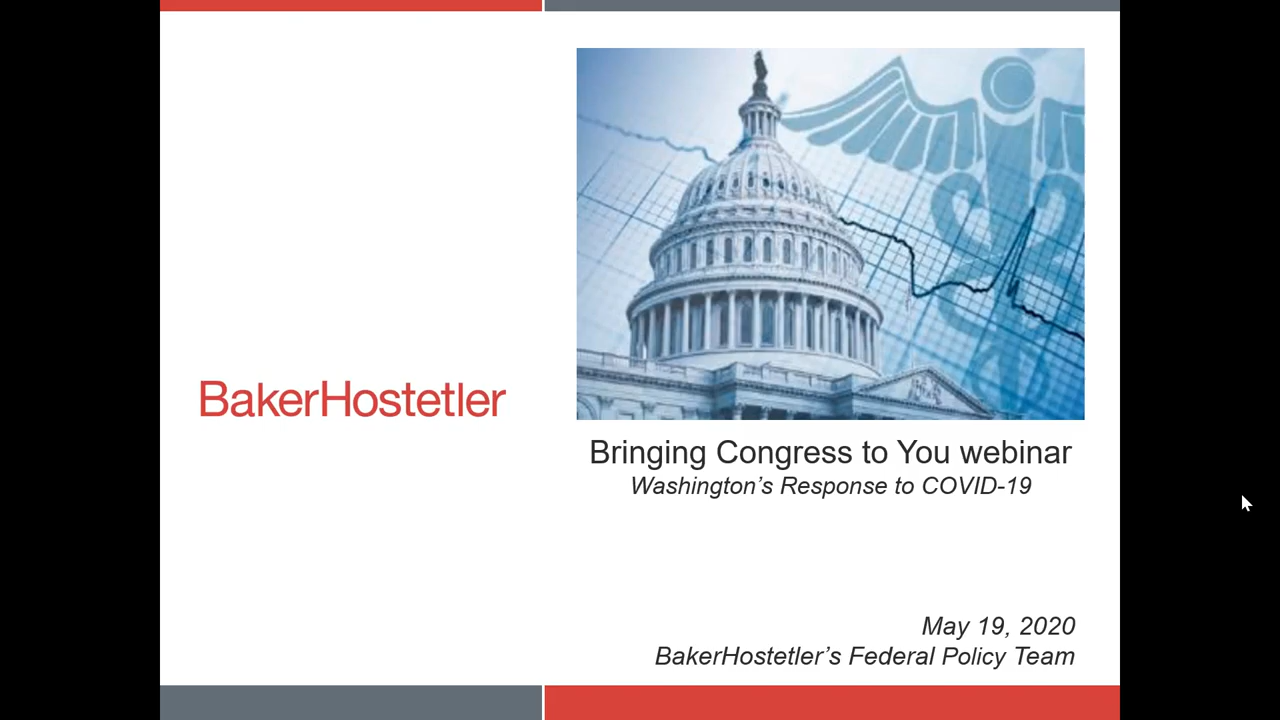 BakerHostetler
Bringing Congress to You webinar
Washington’s Response to COVID-19
May 19, 2020
BakerHostetler’s Federal Policy Team